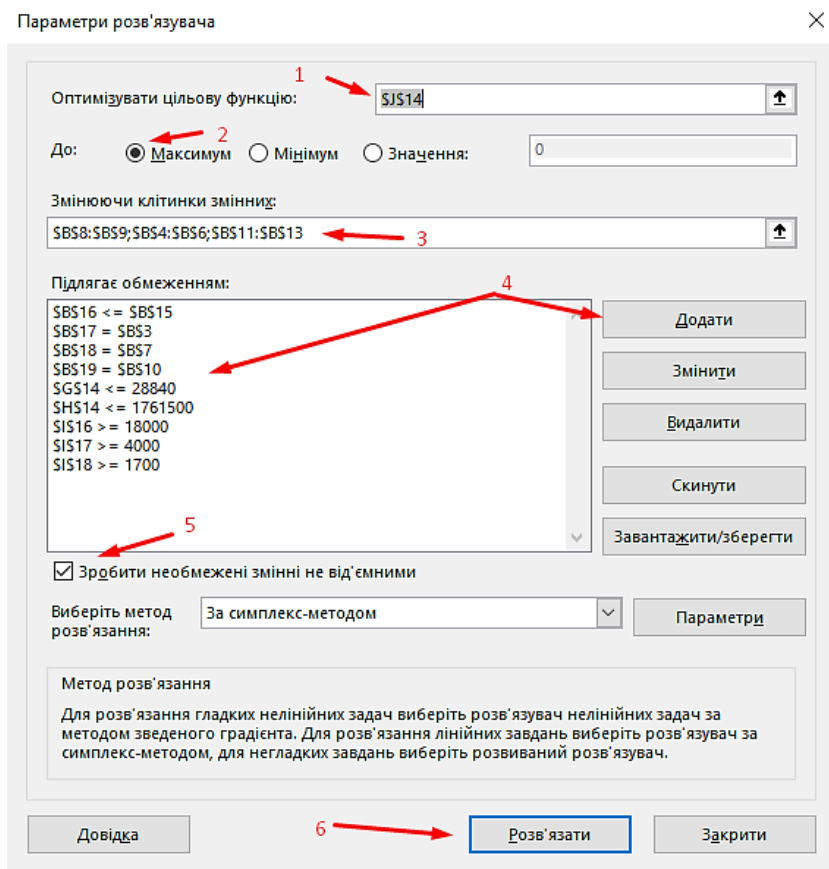 Параметри розв'язувача
1
Оптимізувати цільову функцію:
$J$14
2
До:
Максимум
Мінімум
Значення:
0
Змінюючи клітинки змінних:
$B$8:$B$9;$B$4:$B$6;$B$11:$B$13
3
Підлягає обмеженням:
4
$B$16 <= $B$15
$B$17 = $B$3
$B$18 = $B$7
$B$19 = $B$10
$G$14 <= 28840
$H$14 <= 1761500
$I$16 >= 18000
$I$17 >= 4000
$I$18 >= 1700
Додати
Змінити
Видалити
Скинути
Завантажити/зберегти
5
Зробити необмежені змінні не від'ємними
Виберіть метод
розв'язання:
За симплекс-методом
Параметри
Метод розв'язання
Для розв'язання гладких нелінійних задач виберіть розв'язувач нелінійних задач за
методом зведеного градієнта. Для розв'язання лінійних завдань виберіть розв'язувач за
симплекс-методом, для негладких завдань виберіть розвиваний розв'язувач.
Довідка
6
Розв'язати
Закрити